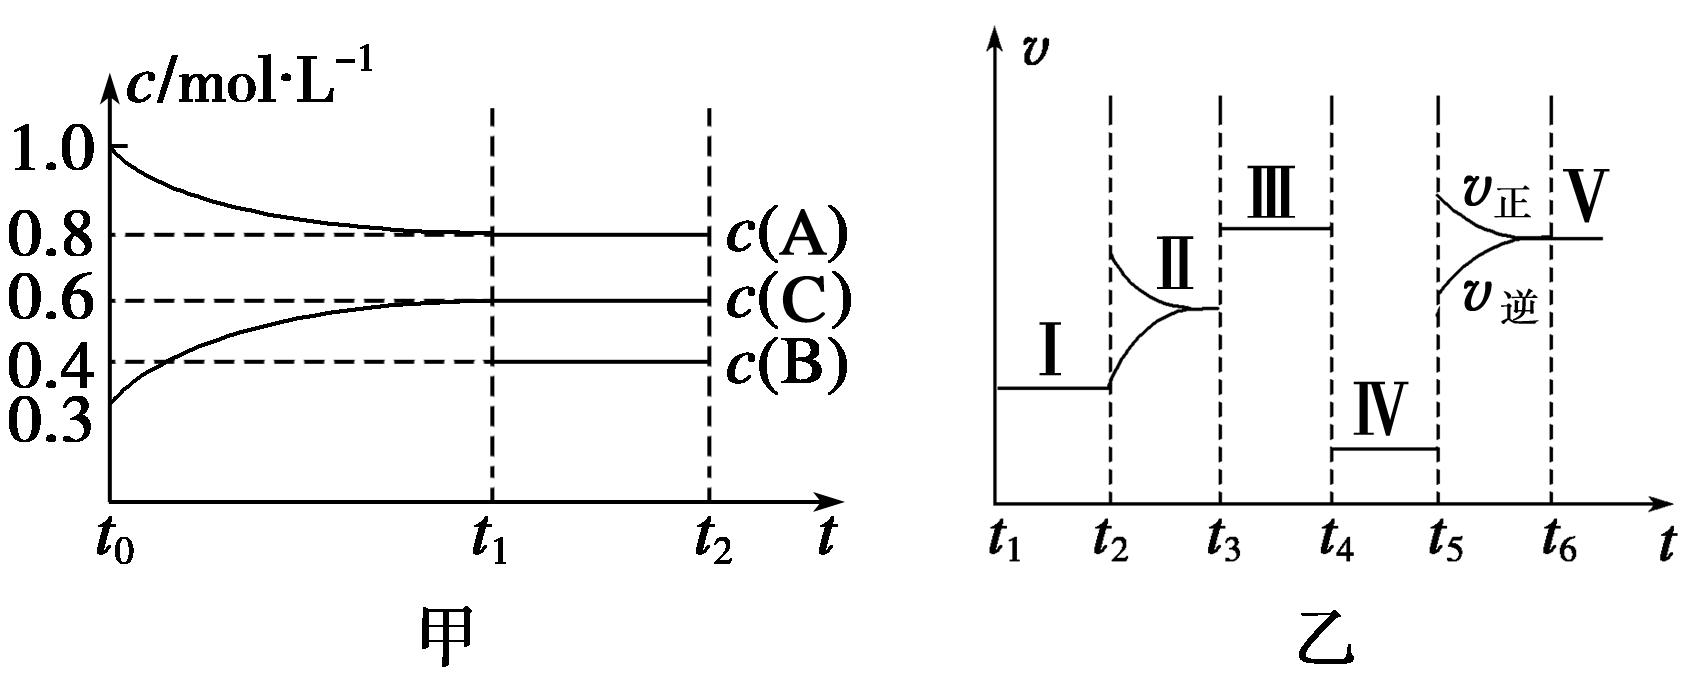 c/mol·L⁻¹
1.0
0.8
0.6
0.4
0.3
c(A)
c(C)
c(B)
t₀ t₁ t₂ t
甲
v
Ⅰ
Ⅱ
Ⅲ
Ⅳ
v正
v逆
Ⅴ
t₁ t₂ t₃ t₄ t₅ t₆ t
乙